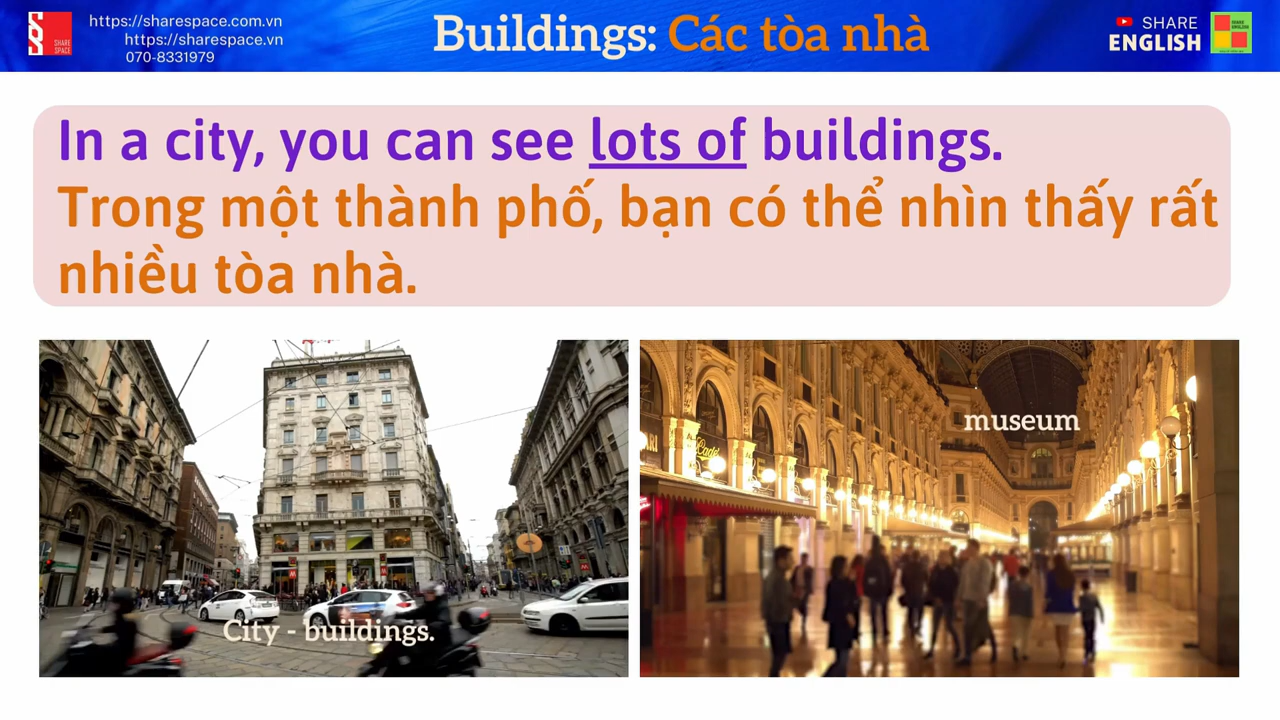 https://sharespace.com.vn
https://sharespace.vn
070-8331979
SHARE
SPACE
Buildings: Các tòa nhà
SHARE
ENGLISH
In a city, you can see lots of buildings.
Trong một thành phố, bạn có thể nhìn thấy rất
nhiều tòa nhà.
City - buildings.
museum